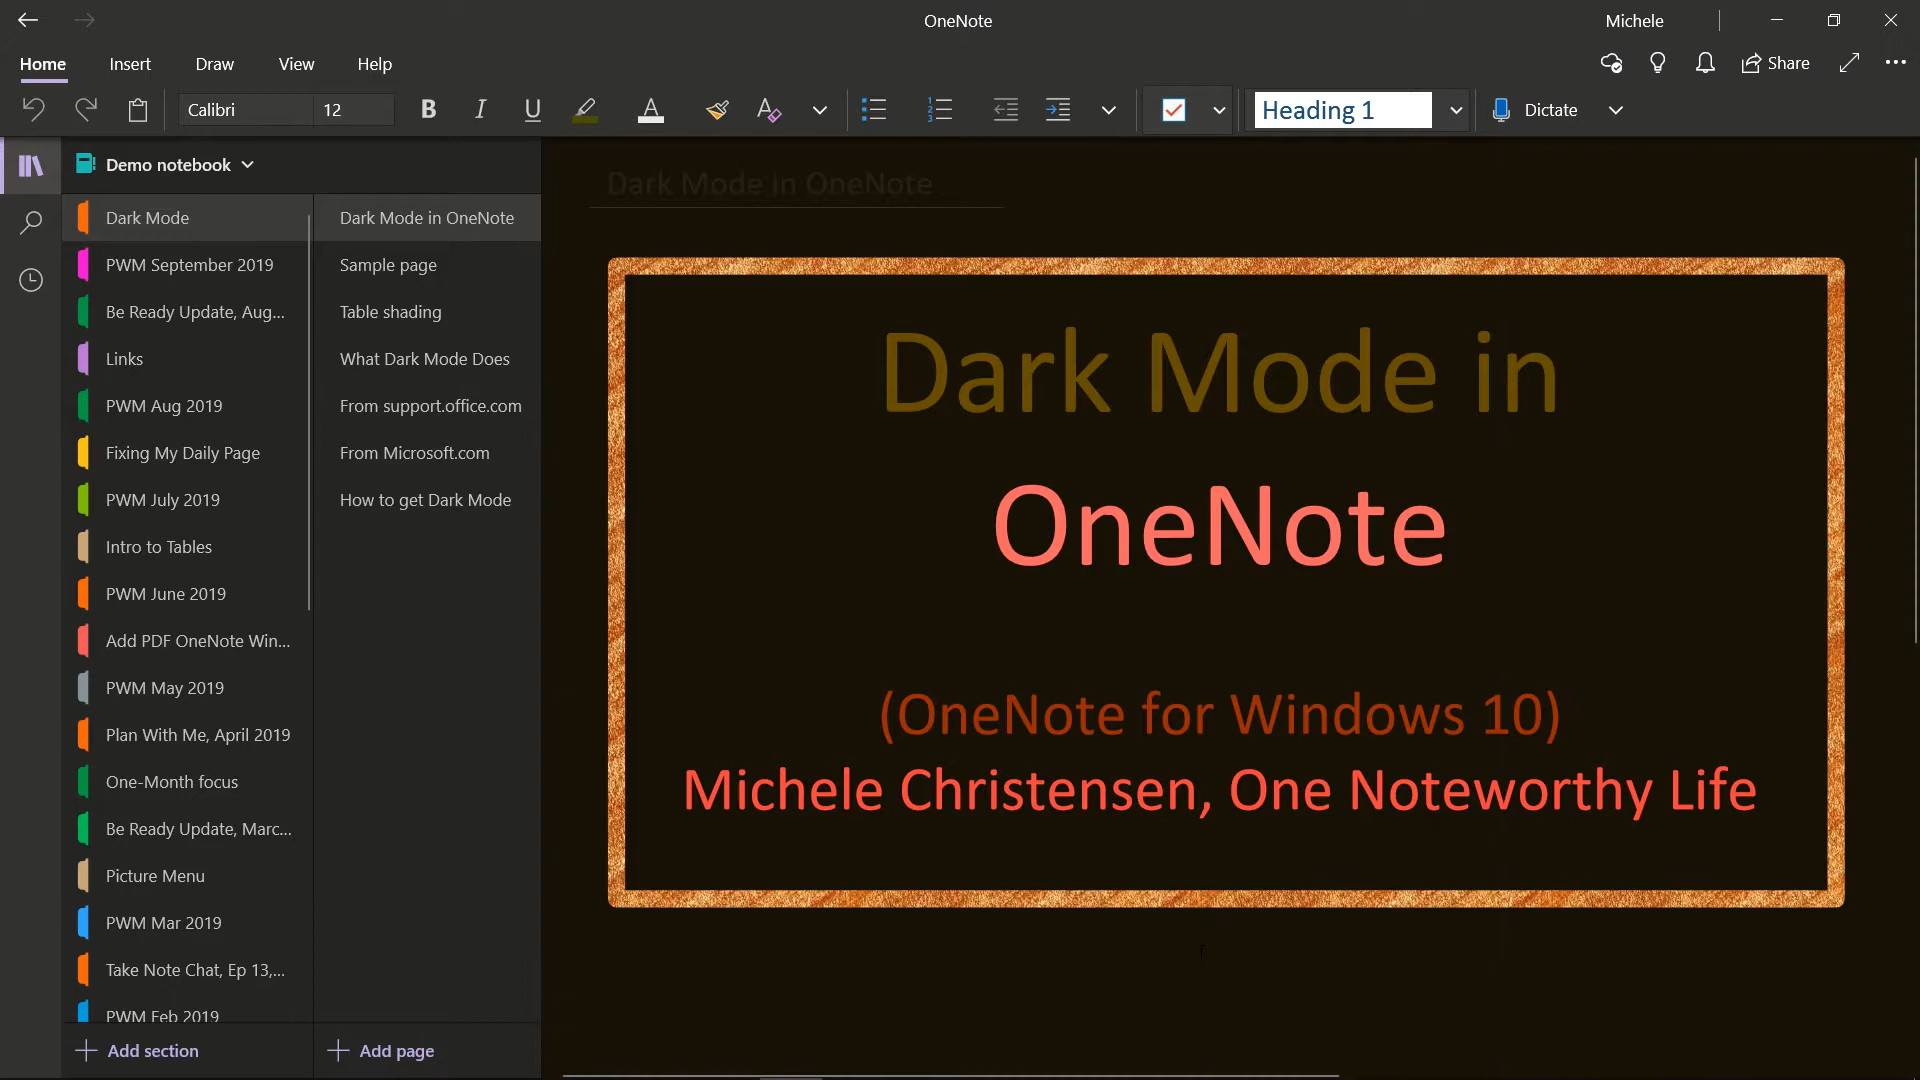 OneNote
Michele
Home Insert Draw View Help
Share
Calibri 12 B I U A A Heading 1 Dictate
Demo notebook
Dark Mode
PWM September 2019
Be Ready Update, Aug...
Links
PWM Aug 2019
Fixing My Daily Page
PWM July 2019
Intro to Tables
PWM June 2019
Add PDF OneNote Win...
PWM May 2019
Plan With Me, April 2019
One-Month focus
Be Ready Update, Marc...
Picture Menu
PWM Mar 2019
Take Note Chat, Ep 13,...
PWM Feb 2019
Add section
Dark Mode in OneNote
Sample page
Table shading
What Dark Mode Does
From support.office.com
From Microsoft.com
How to get Dark Mode
Add page
Dark Mode in OneNote
Dark Mode in
OneNote
(OneNote for Windows 10)
Michele Christensen, One Noteworthy Life